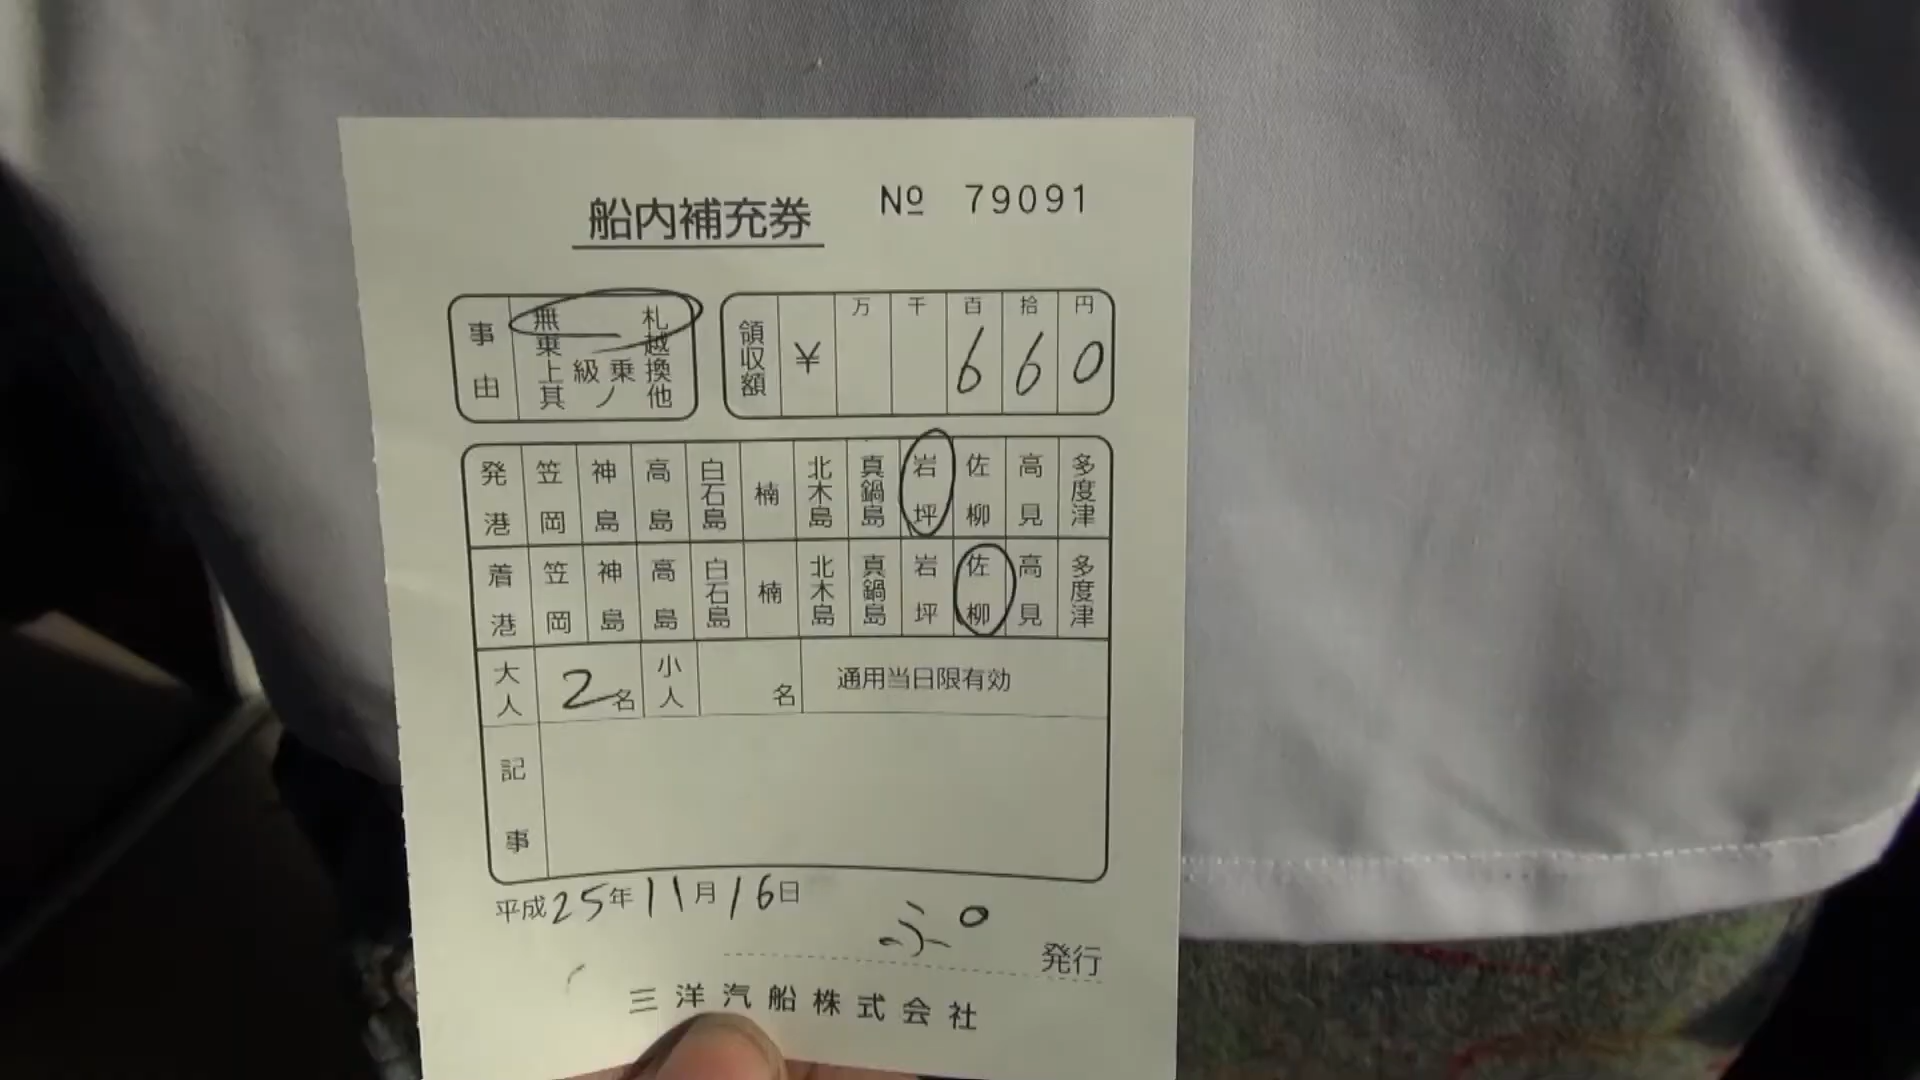 船内補充券 № 79091
事由 無札 乗越 上級乗換 其ノ他
領収額 ¥ 万 千 百 拾 円
660
発港 笠岡 神島 高島 白石島 楠 北木島 真鍋島 岩坪 佐柳 高見 多度津
着港 笠岡 神島 高島 白石島 楠 北木島 真鍋島 岩坪 佐柳 高見 多度津
大人 2名 小人 名 通用当日限有効
記事
平成25年11月16日
ぷ 発行
三洋汽船株式会社